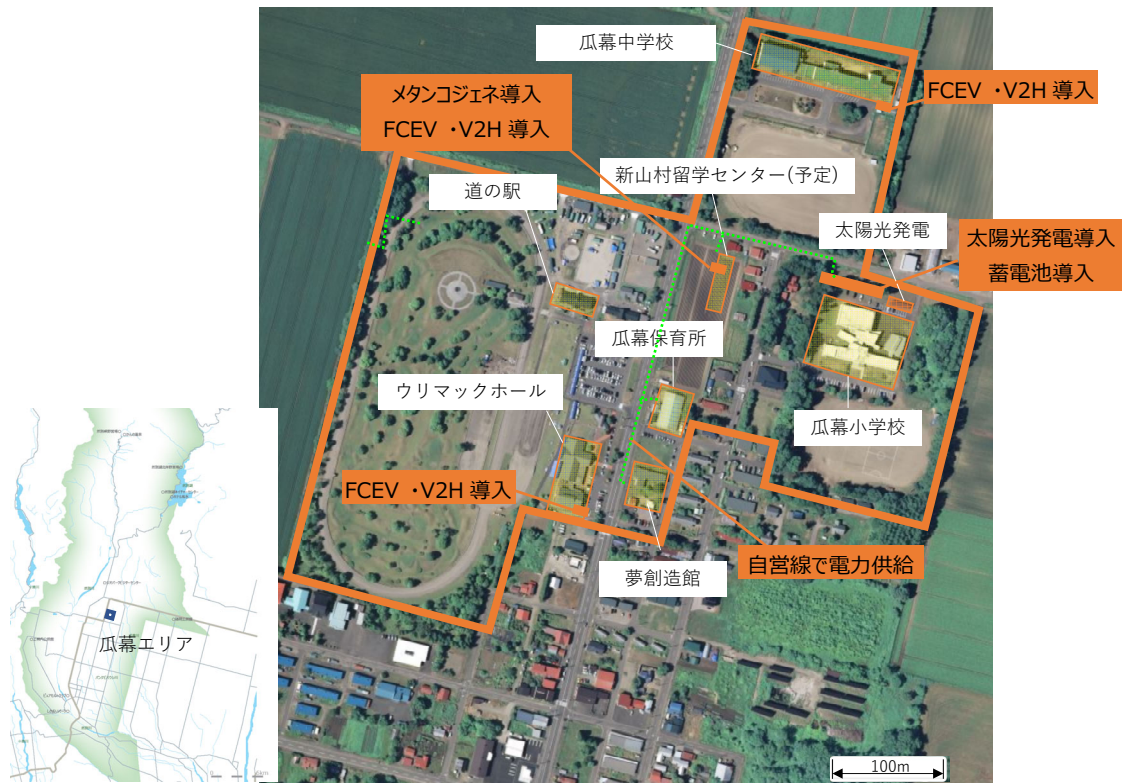 瓜幕中学校
メタンコジェネ導入
FCEV ・V2H 導入
FCEV ・V2H 導入
新山村留学センター(予定)
道の駅
太陽光発電
太陽光発電導入
蓄電池導入
瓜幕保育所
ウリマックホール
瓜幕小学校
FCEV ・V2H 導入
自営線で電力供給
夢創造館
瓜幕エリア
100m